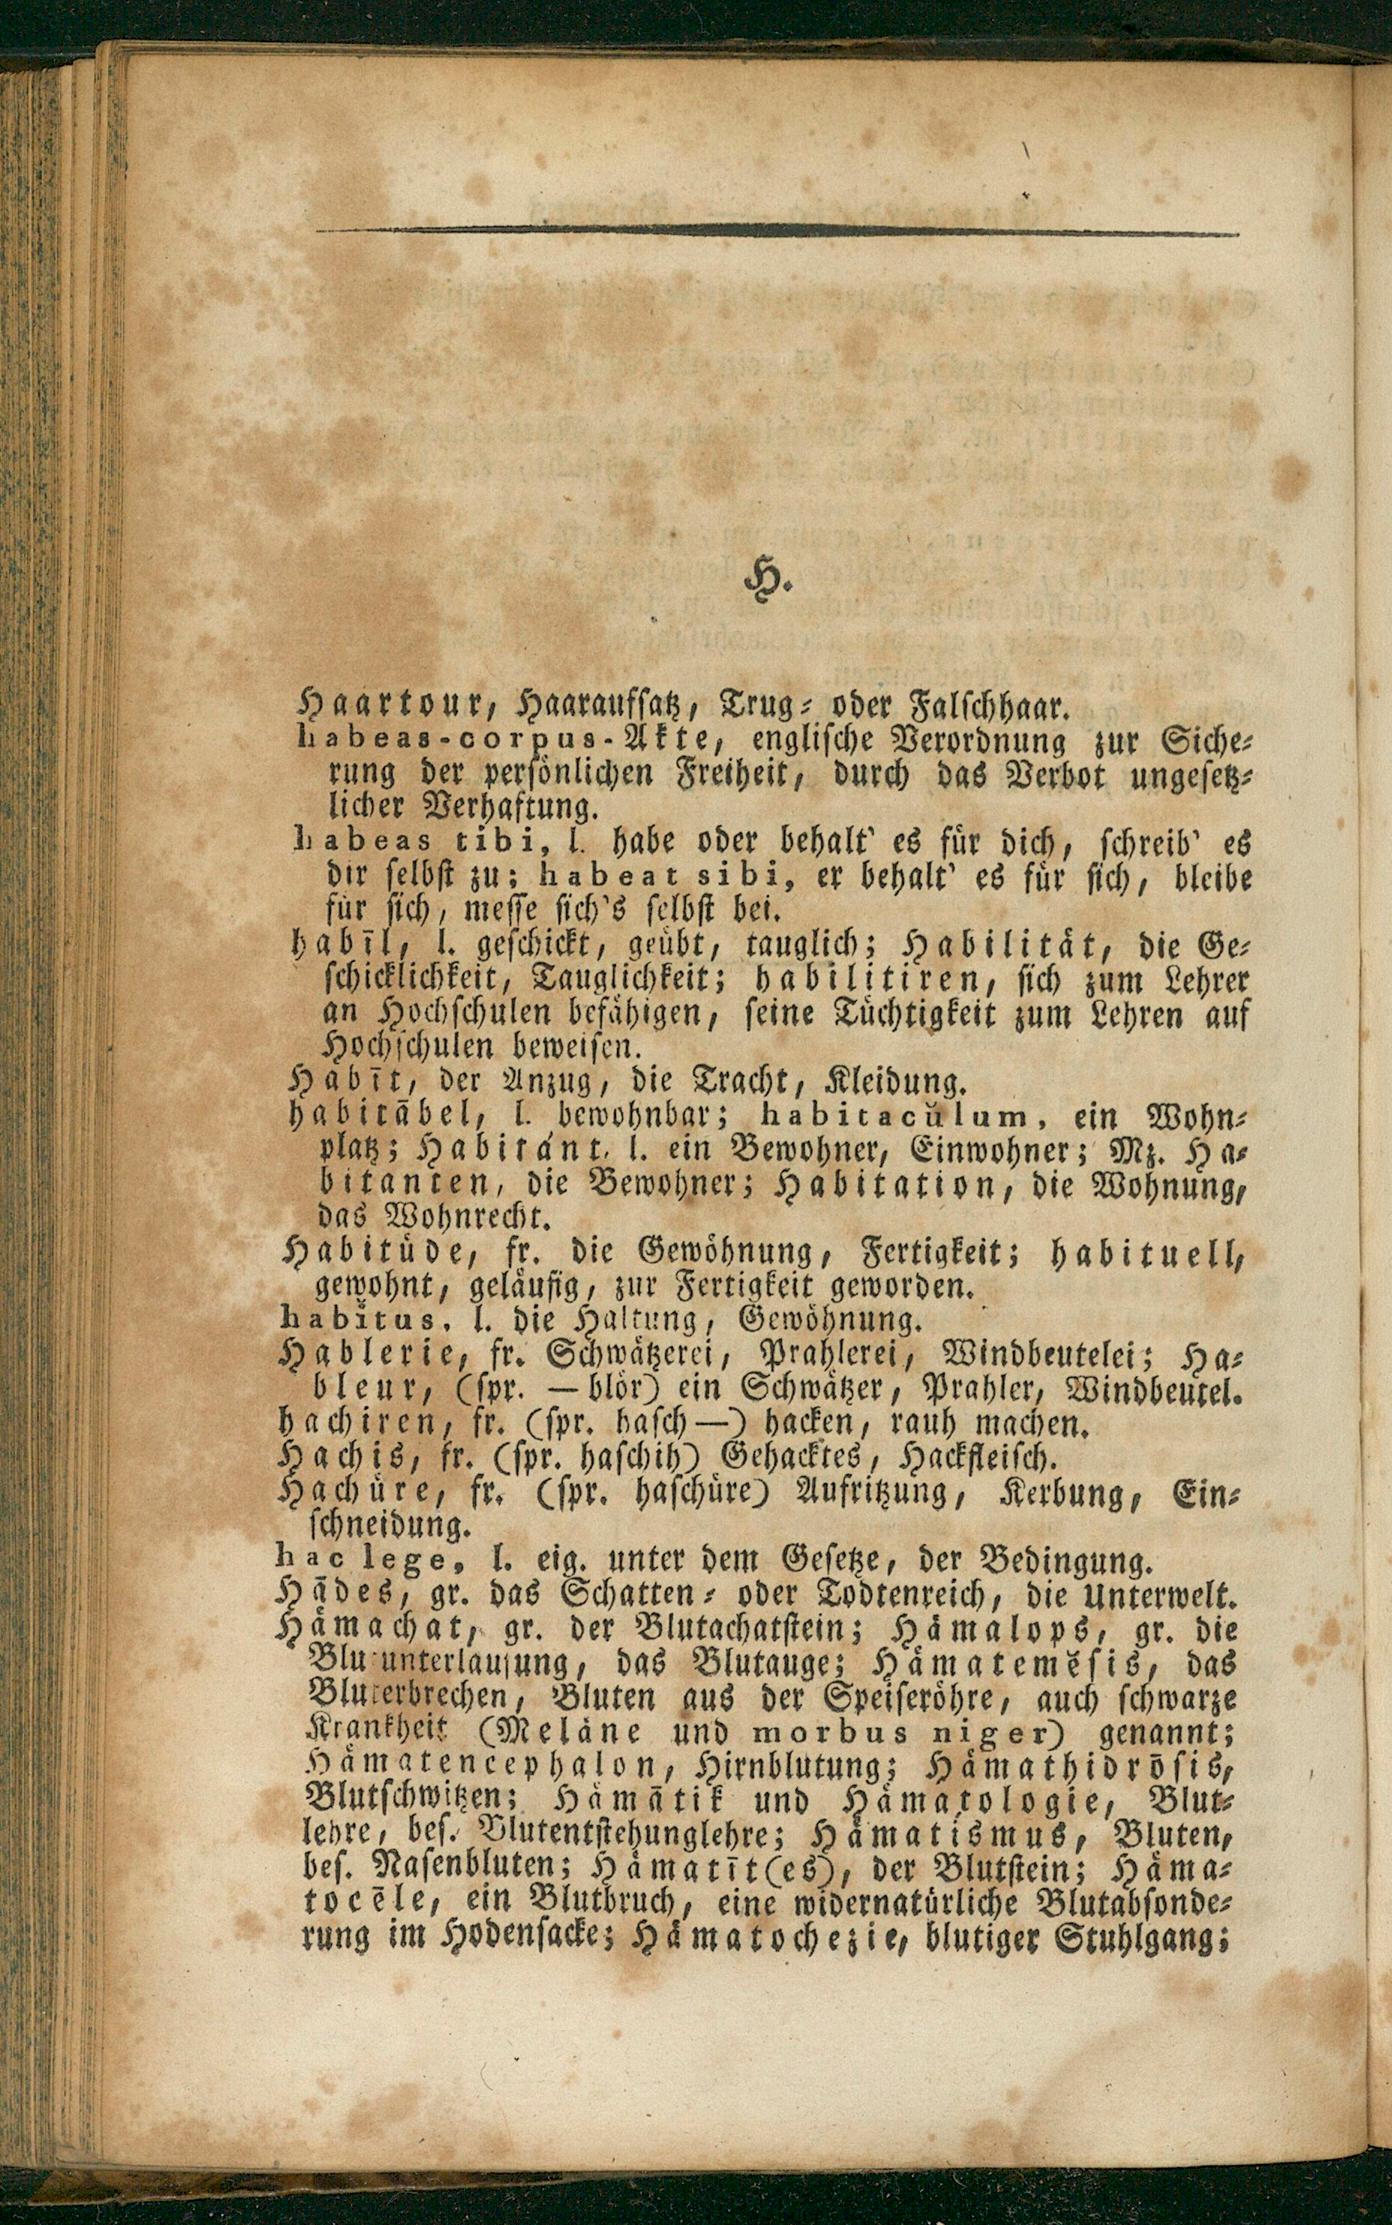 H.
Haartour, Haaraufsatz, Trug- oder Falschhaar.
habeas-corpus-Akte, englische Verordnung zur Siche-
rung der persönlichen Freiheit, durch das Verbot ungesetz-
licher Verhaftung.
habeas tibi, l. habe oder behalt' es für dich, schreib' es
dir selbst zu; habeat sibi, er behalt' es für sich, bleibe
für sich, messe sich's selbst bei.
habīl, l. geschickt, geübt, tauglich; Habilität, die Ge-
schicklichkeit, Tauglichkeit; habilitiren, sich zum Lehrer
an Hochschulen befähigen, seine Tüchtigkeit zum Lehren auf
Hochschulen beweisen.
Habīt, der Anzug, die Tracht, Kleidung.
habitābel, l. bewohnbar; habitacŭlum, ein Wohn-
platz; Habitánt, l. ein Bewohner, Einwohner; Mz. Ha-
bitanten, die Bewohner; Habitation, die Wohnung,
das Wohnrecht.
Habitüde, fr. die Gewöhnung, Fertigkeit; habituell,
gewohnt, geläufig, zur Fertigkeit geworden.
habĭtus, l. die Haltung, Gewöhnung.
Hablerie, fr. Schwätzerei, Prahlerei, Windbeutelei; Ha-
bleur, (spr. — blör) ein Schwätzer, Prahler, Windbeutel.
hachiren, fr. (spr. hasch—) hacken, rauh machen.
Hachis, fr. (spr. haschih) Gehacktes, Hackfleisch.
Hachüre, fr. (spr. haschüre) Aufritzung, Kerbung, Ein-
schneidung.
hac lege, l. eig. unter dem Gesetze, der Bedingung.
Hādes, gr. das Schatten- oder Todtenreich, die Unterwelt.
Hämachat, gr. der Blutachatstein; Hämalops, gr. die
Blutunterlaufung, das Blutauge; Hämatemĕsis, das
Bluterbrechen, Bluten aus der Speiseröhre, auch schwarze
Krankheit (Meläne und morbus niger) genannt;
Hämatencephalon, Hirnblutung; Hämathidrōsis,
Blutschwitzen; Hämātik und Hämatologie, Blut-
lehre, bes. Blutentstehunglehre; Hämatismus, Bluten,
bes. Nasenbluten; Hämatīt(es), der Blutstein; Häma-
tocēle, ein Blutbruch, eine widernatürliche Blutabsonde-
rung im Hodensacke; Hämatochezie, blutiger Stuhlgang;